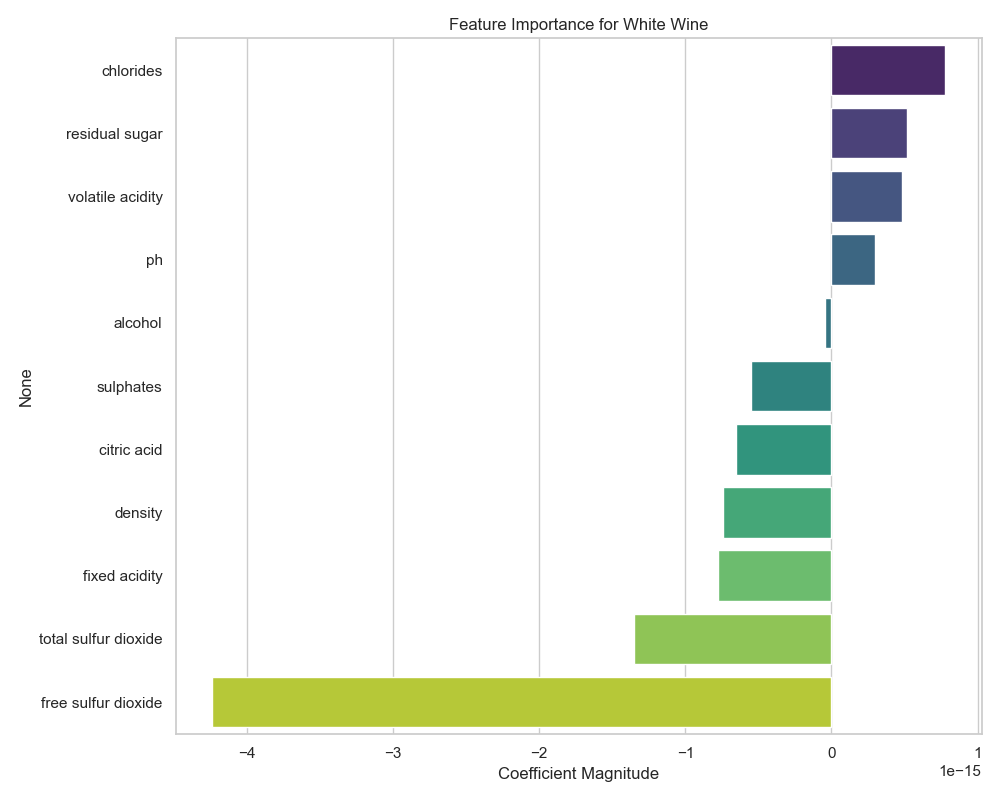 Feature Importance for White Wine
chlorides
residual sugar
volatile acidity
ph
alcohol
sulphates
citric acid
density
fixed acidity
total sulfur dioxide
free sulfur dioxide
None
−4 −3 −2 −1 0 1
1e−15
Coefficient Magnitude